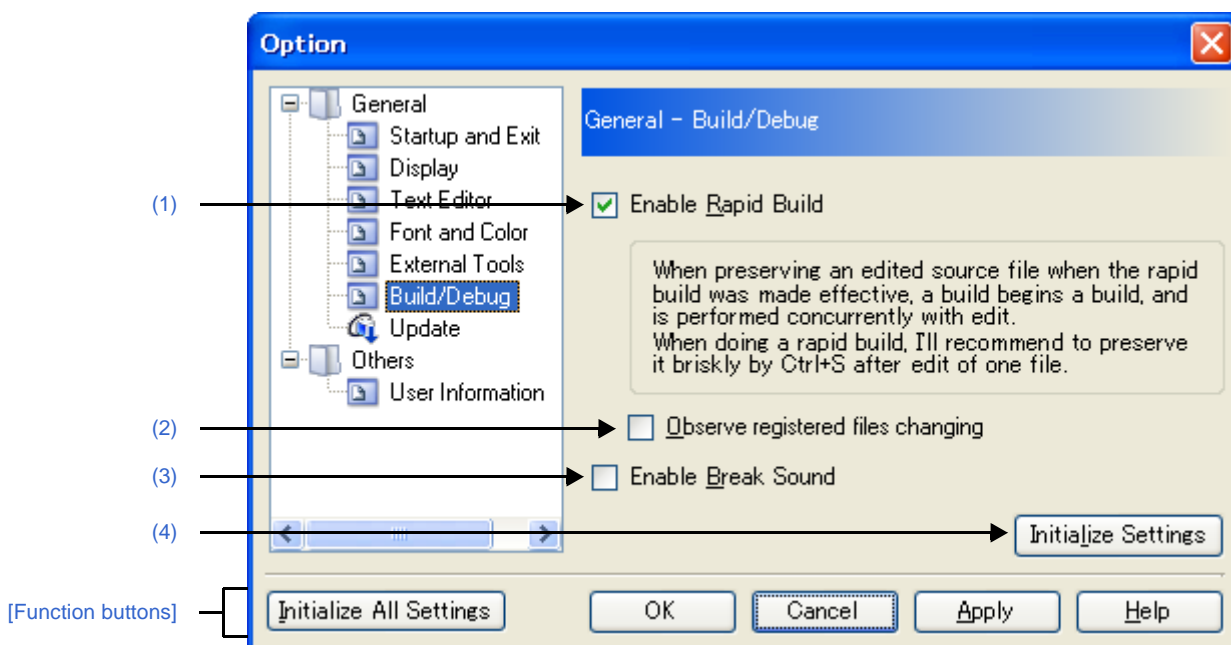 Option
General
Startup and Exit
Display
Text Editor
Font and Color
External Tools
Build/Debug
Update
Others
User Information
General - Build/Debug
(1)
Enable Rapid Build
When preserving an edited source file when the rapid
build was made effective, a build begins a build, and
is performed concurrently with edit.
When doing a rapid build, I'll recommend to preserve
it briskly by Ctrl+S after edit of one file.
(2)
Observe registered files changing
(3)
Enable Break Sound
(4)
Initialize Settings
[Function buttons]
Initialize All Settings
OK
Cancel
Apply
Help